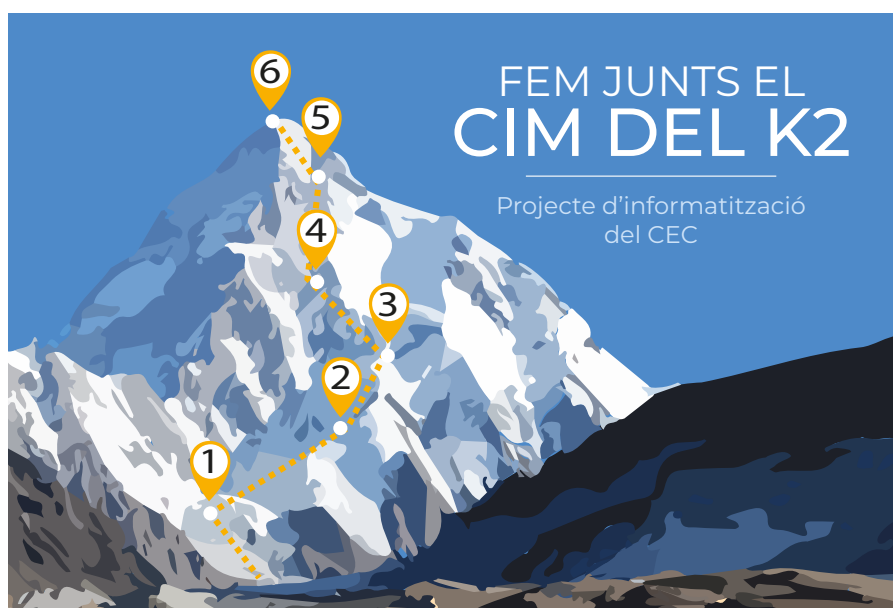 FEM JUNTS EL
CIM DEL K2
Projecte d'informatització
del CEC
6
5
4
3
2
1